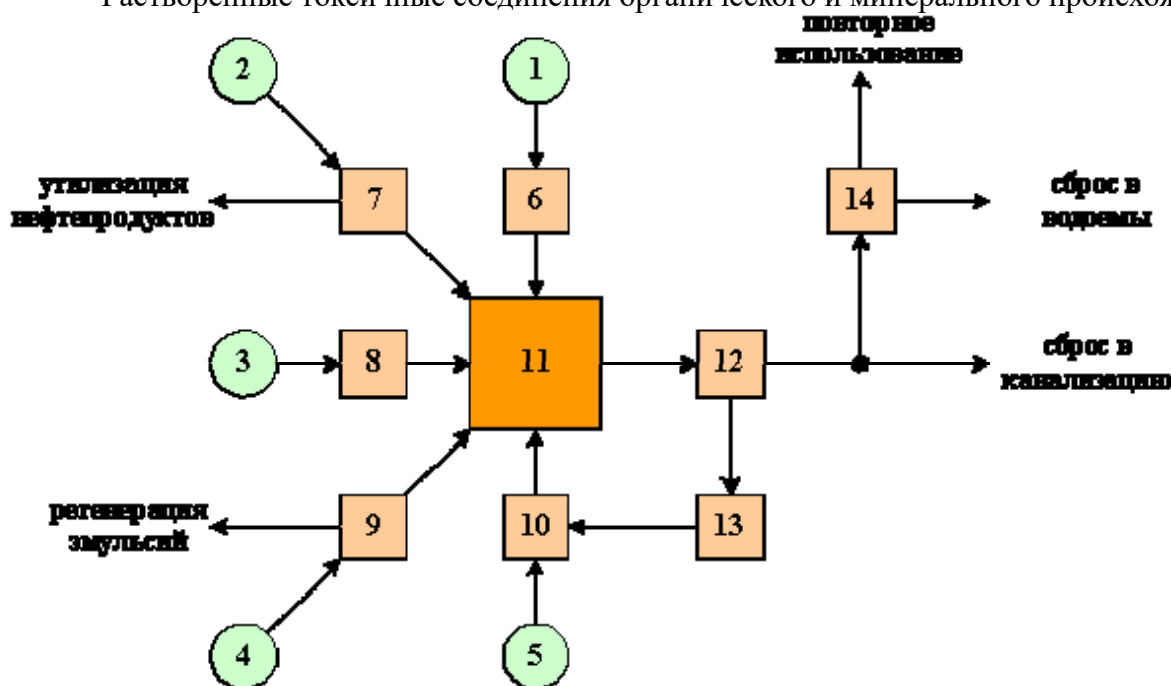 Растворенные токсичные соединения органического и минерального
повторное
использование
2
1
утилизация
нефтепродуктов
7
6
14
сброс в
водоемы
3
8
11
12
сброс в
канализацию
регенерация
эмульсий
9
10
13
4
5